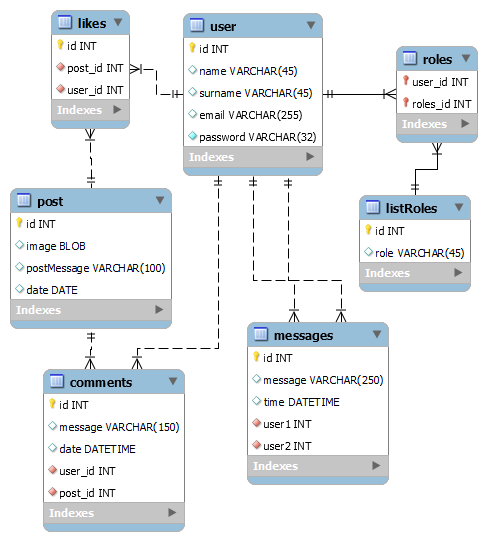 likes
id INT
post_id INT
user_id INT
Indexes
user
id INT
name VARCHAR(45)
surname VARCHAR(45)
email VARCHAR(255)
password VARCHAR(32)
Indexes
roles
user_id INT
roles_id INT
Indexes
post
id INT
image BLOB
postMessage VARCHAR(100)
date DATE
Indexes
listRoles
id INT
role VARCHAR(45)
Indexes
comments
id INT
message VARCHAR(150)
date DATETIME
user_id INT
post_id INT
Indexes
messages
id INT
message VARCHAR(250)
time DATETIME
user1 INT
user2 INT
Indexes